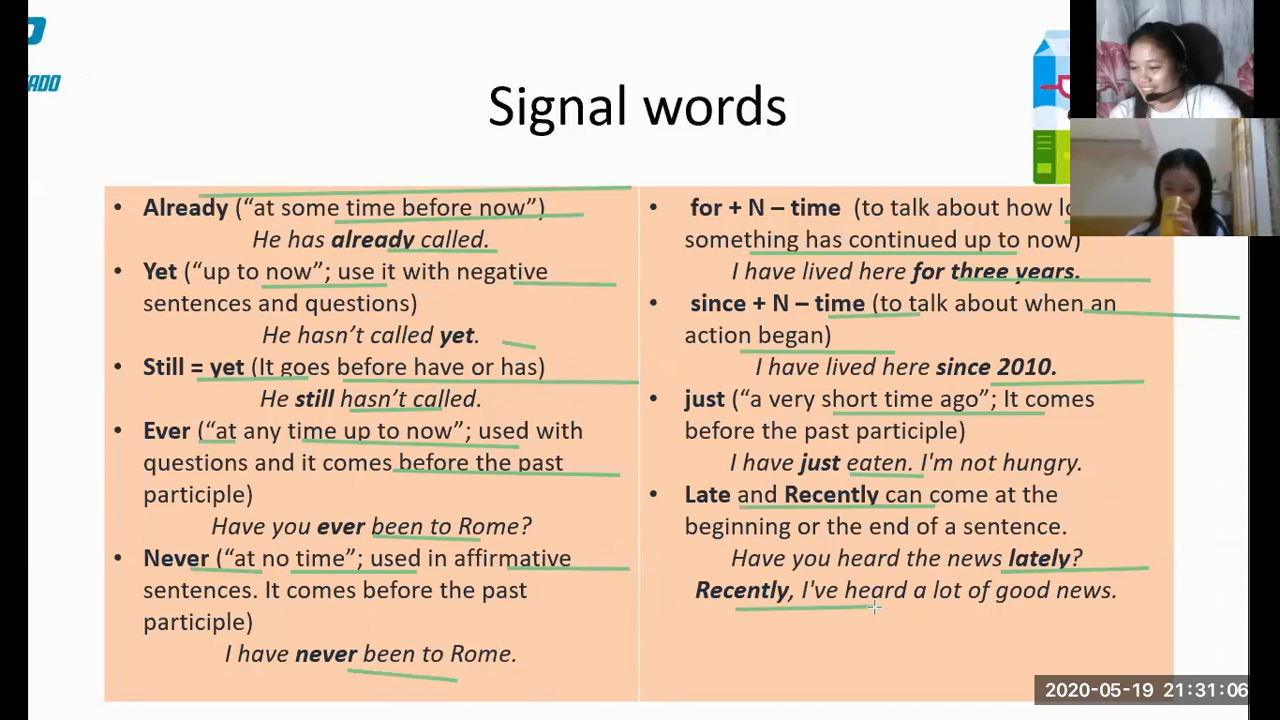 Signal words
• Already (“at some time before now”)
He has already called.
• Yet (“up to now”; use it with negative
sentences and questions)
He hasn’t called yet.
• Still = yet (It goes before have or has)
He still hasn’t called.
• Ever (“at any time up to now”; used with
questions and it comes before the past
participle)
Have you ever been to Rome?
• Never (“at no time”; used in affirmative
sentences. It comes before the past
participle)
I have never been to Rome.
• for + N – time (to talk about how
something has continued up to now)
I have lived here for three years.
• since + N – time (to talk about when an
action began)
I have lived here since 2010.
• just (“a very short time ago”; It comes
before the past participle)
I have just eaten. I'm not hungry.
• Late and Recently can come at the
beginning or the end of a sentence.
Have you heard the news lately?
Recently, I've heard a lot of good news.
2020-05-19 21:31:06